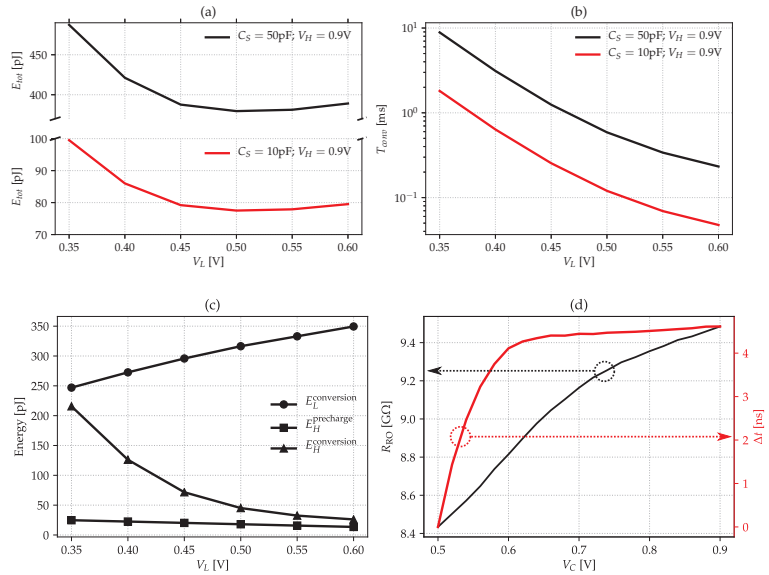 (a)
E_tot [pJ]
450
400
C_S = 50pF; V_H = 0.9V
E_tot [pJ]
100
90
80
70
C_S = 10pF; V_H = 0.9V
0.35 0.40 0.45 0.50 0.55 0.60
V_L [V]
(b)
T_conv [ms]
10^1
10^0
10^−1
C_S = 50pF; V_H = 0.9V
C_S = 10pF; V_H = 0.9V
0.35 0.40 0.45 0.50 0.55 0.60
V_L [V]
(c)
Energy [pJ]
350
300
250
200
150
100
50
0
E_L^conversion
E_H^precharge
E_H^conversion
0.35 0.40 0.45 0.50 0.55 0.60
V_L [V]
(d)
R_RO [GΩ]
9.4
9.2
9.0
8.8
8.6
8.4
4
3
2
1
0
Δf [ns]
0.5 0.6 0.7 0.8 0.9
V_C [V]